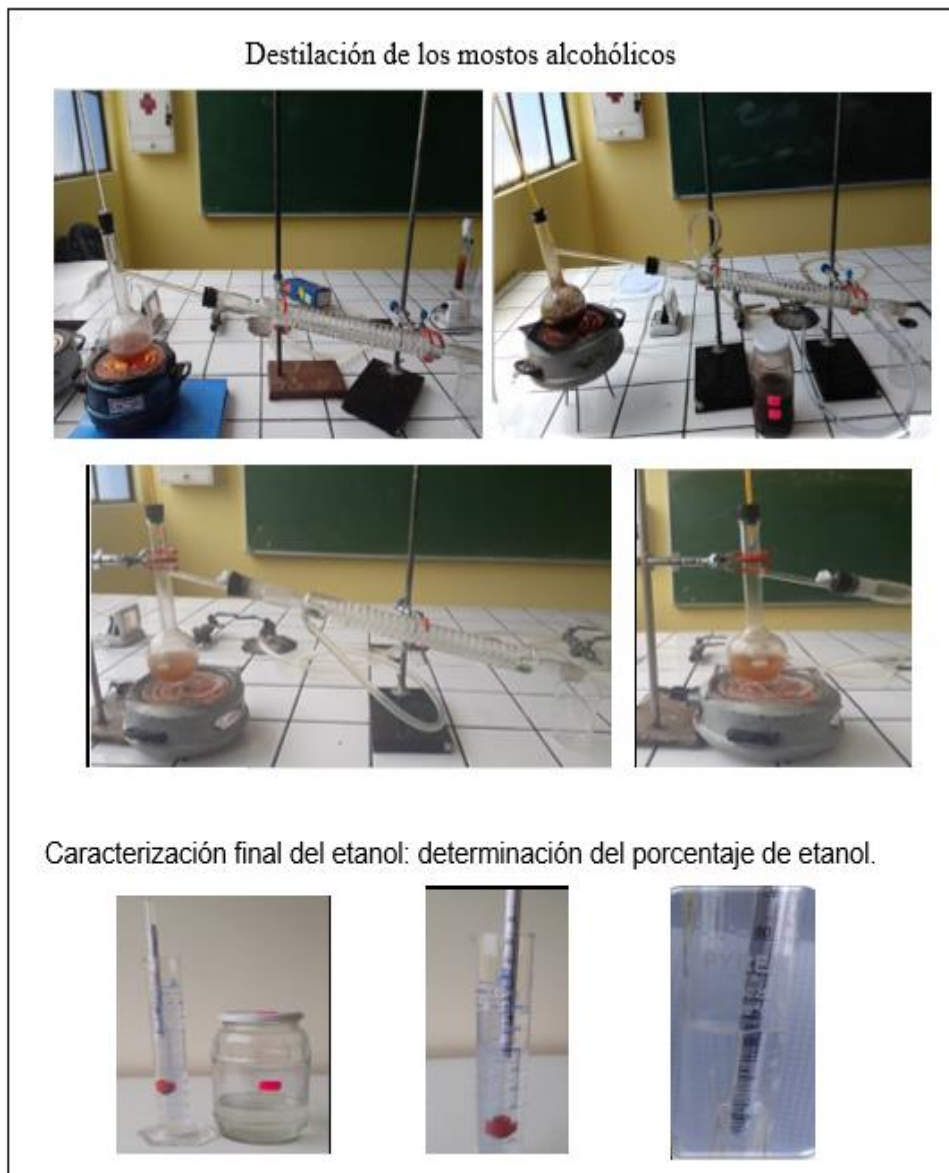 Destilación de los mostos alcohólicos
Caracterización final del etanol: determinación del porcentaje de etanol.